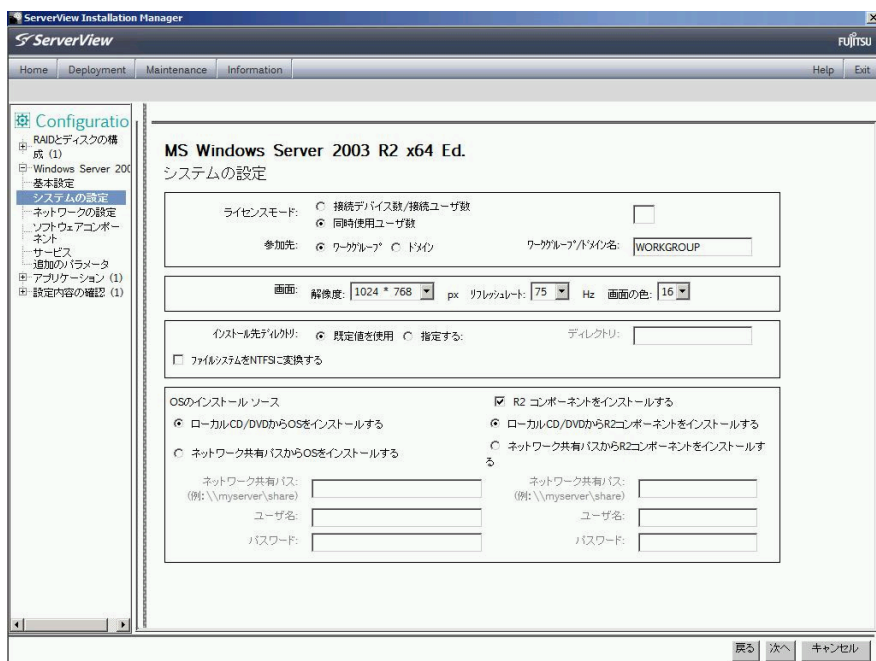 ServerView Installation Manager
ServerView
FUJITSU
Home Deployment Maintenance Information Help Exit
Configuratio
RAIDとディスクの構
成 (1)
Windows Server 200
基本設定
システムの設定
ネットワークの設定
ソフトウェアコンポー
ネント
サービス
追加のパラメータ
アプリケーション (1)
設定内容の確認 (1)
MS Windows Server 2003 R2 x64 Ed.
システムの設定
ライセンスモード: 接続デバイス数/接続ユーザ数
同時使用ユーザ数
参加先: ワークグループ ドメイン ワークグループ/ドメイン名: WORKGROUP
画面: 解像度: 1024 * 768 px リフレッシュレート: 75 Hz 画面の色: 16
インストール先ディレクトリ: 既定値を使用 指定する: ディレクトリ:
ファイルシステムをNTFSに変換する
OSのインストール ソース
ローカルCD/DVDからOSをインストールする
ネットワーク共有パスからOSをインストールする
ネットワーク共有パス:
(例: \\myserver\share)
ユーザ名:
パスワード:
R2 コンポーネントをインストールする
ローカルCD/DVDからR2コンポーネントをインストールする
ネットワーク共有パスからR2コンポーネントをインストールす
る
ネットワーク共有パス:
(例: \\myserver\share)
ユーザ名:
パスワード:
戻る 次へ キャンセル